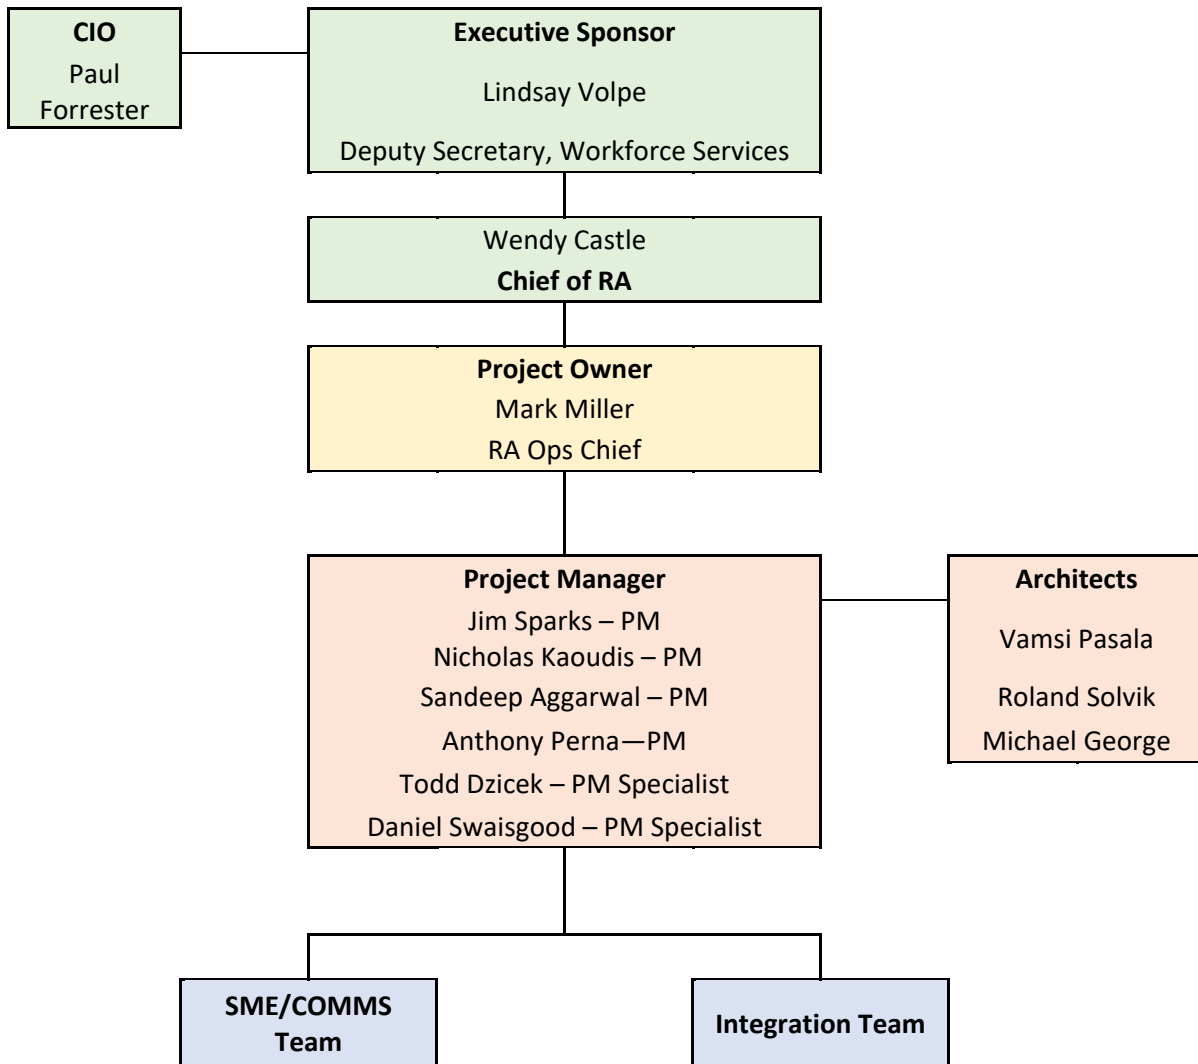 CIO
Paul
Forrester
Executive Sponsor
Lindsay Volpe
Deputy Secretary, Workforce Services
Wendy Castle
Chief of RA
Project Owner
Mark Miller
RA Ops Chief
Project Manager
Jim Sparks – PM
Nicholas Kaoudis – PM
Sandeep Aggarwal – PM
Anthony Perna—PM
Todd Dzicek – PM Specialist
Daniel Swaisgood – PM Specialist
Architects
Vamsi Pasala
Roland Solvik
Michael George
SME/COMMS
Team
Integration Team